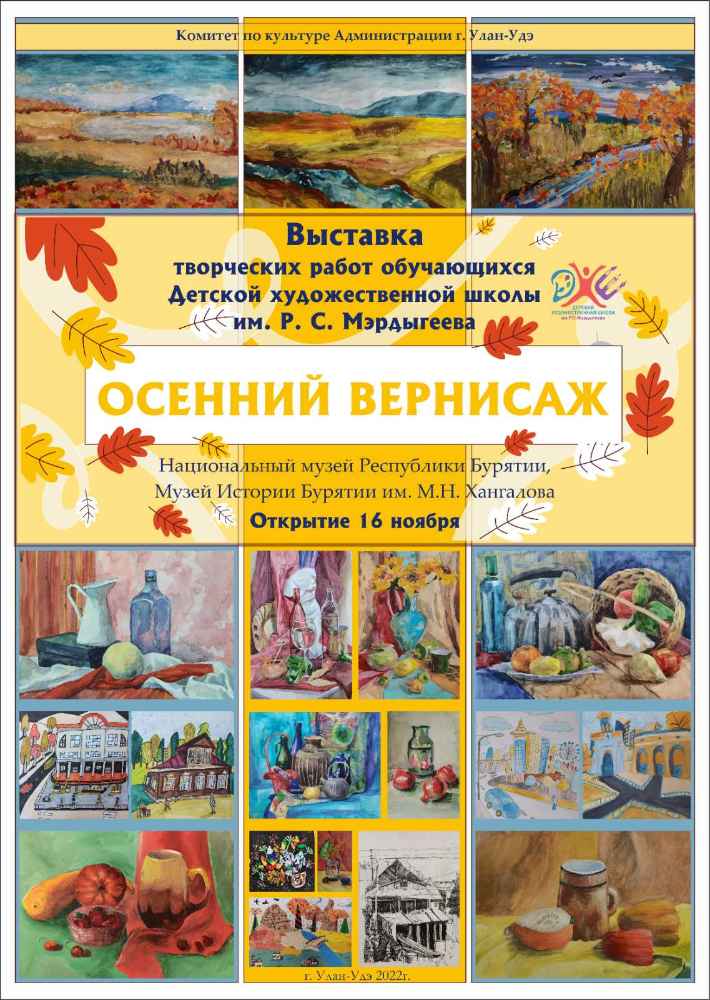 Комитет по культуре Администрации г. Улан-Удэ
Выставка
творческих работ обучающихся
Детской художественной школы
им. Р. С. Мэрдыгеева
ДЕТСКАЯ
ХУДОЖЕСТВЕННАЯ ШКОЛА
им.Р.С.Мэрдыгеева
ОСЕННИЙ ВЕРНИСАЖ
Национальный музей Республики Бурятии,
Музей Истории Бурятии им. М.Н. Хангалова
Открытие 16 ноября
г. Улан-Удэ 2022г.